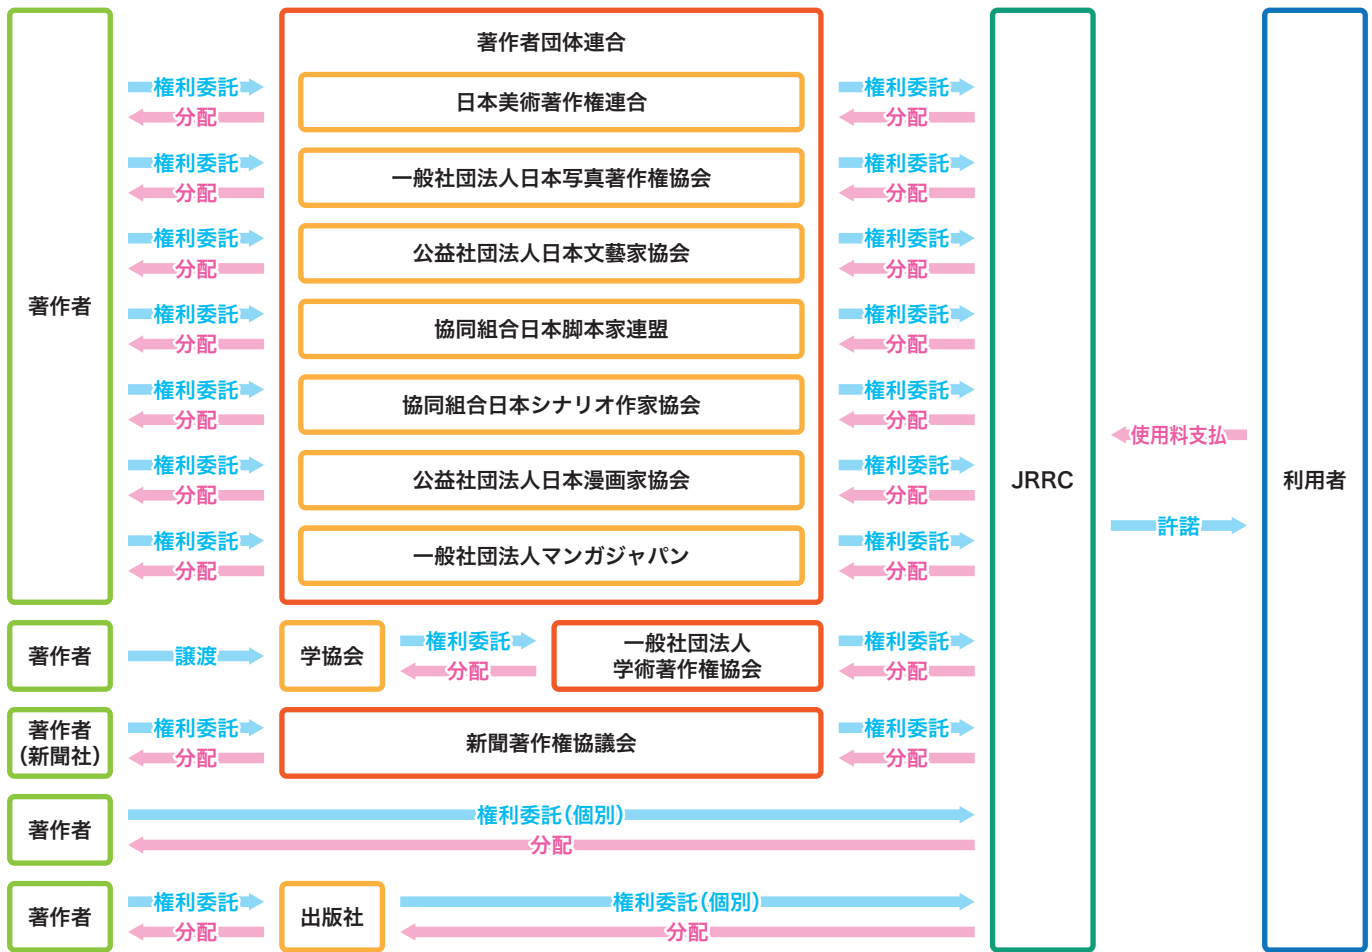 著作者団体連合
権利委託
分配
日本美術著作権連合
権利委託
分配
権利委託
分配
一般社団法人日本写真著作権協会
権利委託
分配
権利委託
分配
公益社団法人日本文藝家協会
権利委託
分配
著作者
権利委託
分配
協同組合日本脚本家連盟
権利委託
分配
権利委託
分配
協同組合日本シナリオ作家協会
権利委託
分配
権利委託
分配
公益社団法人日本漫画家協会
権利委託
分配
権利委託
分配
一般社団法人マンガジャパン
権利委託
分配
JRRC
使用料支払
許諾
利用者
著作者
譲渡
学協会
権利委託
分配
一般社団法人
学術著作権協会
権利委託
分配
著作者
(新聞社)
権利委託
分配
新聞著作権協議会
権利委託
分配
著作者
権利委託(個別)
分配
著作者
権利委託
分配
出版社
権利委託(個別)
分配